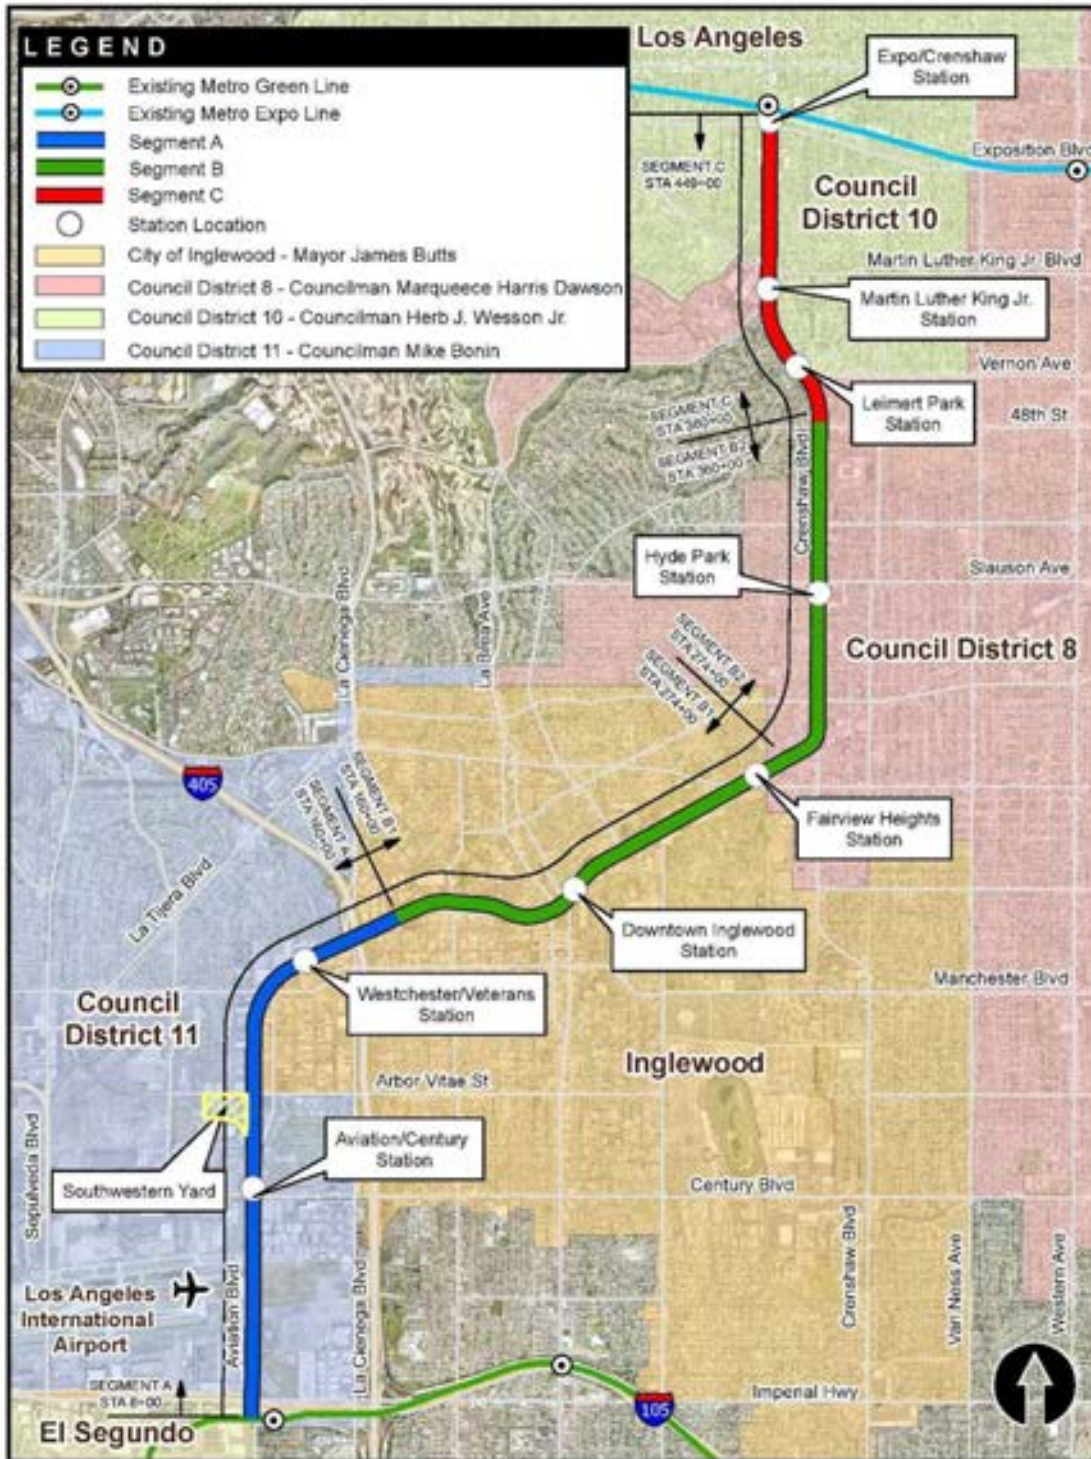 LEGEND
Existing Metro Green Line
Existing Metro Expo Line
Segment A
Segment B
Segment C
Station Location
City of Inglewood - Mayor James Butts
Council District 8 - Councilman Marqueece Harris Dawson
Council District 10 - Councilman Herb J. Wesson Jr.
Council District 11 - Councilman Mike Bonin
Los Angeles
Expo/Crenshaw
Station
Exposition Blvd
SEGMENT C
STA 449+00
Council
District 10
Martin Luther King Jr. Blvd
Martin Luther King Jr.
Station
Vernon Ave
Leimert Park
Station
48th St
SEGMENT C
STA 360+00
SEGMENT B2
STA 360+00
Crenshaw Blvd
Hyde Park
Station
Slauson Ave
La Cienega Blvd
La Brea Ave
Council District 8
SEGMENT B2
STA 274+00
SEGMENT B1
STA 274+00
405
SEGMENT B1
STA 160+00
SEGMENT A
STA 160+00
Fairview Heights
Station
La Tijera Blvd
Downtown Inglewood
Station
Manchester Blvd
Westchester/Veterans
Station
Council
District 11
Inglewood
Arbor Vitae St
Sepulveda Blvd
Aviation/Century
Station
Southwestern Yard
Century Blvd
Los Angeles
International
Airport
Aviation Blvd
La Cienega Blvd
Crenshaw Blvd
Van Ness Ave
Western Ave
SEGMENT A
STA 8+00
Imperial Hwy
105
El Segundo